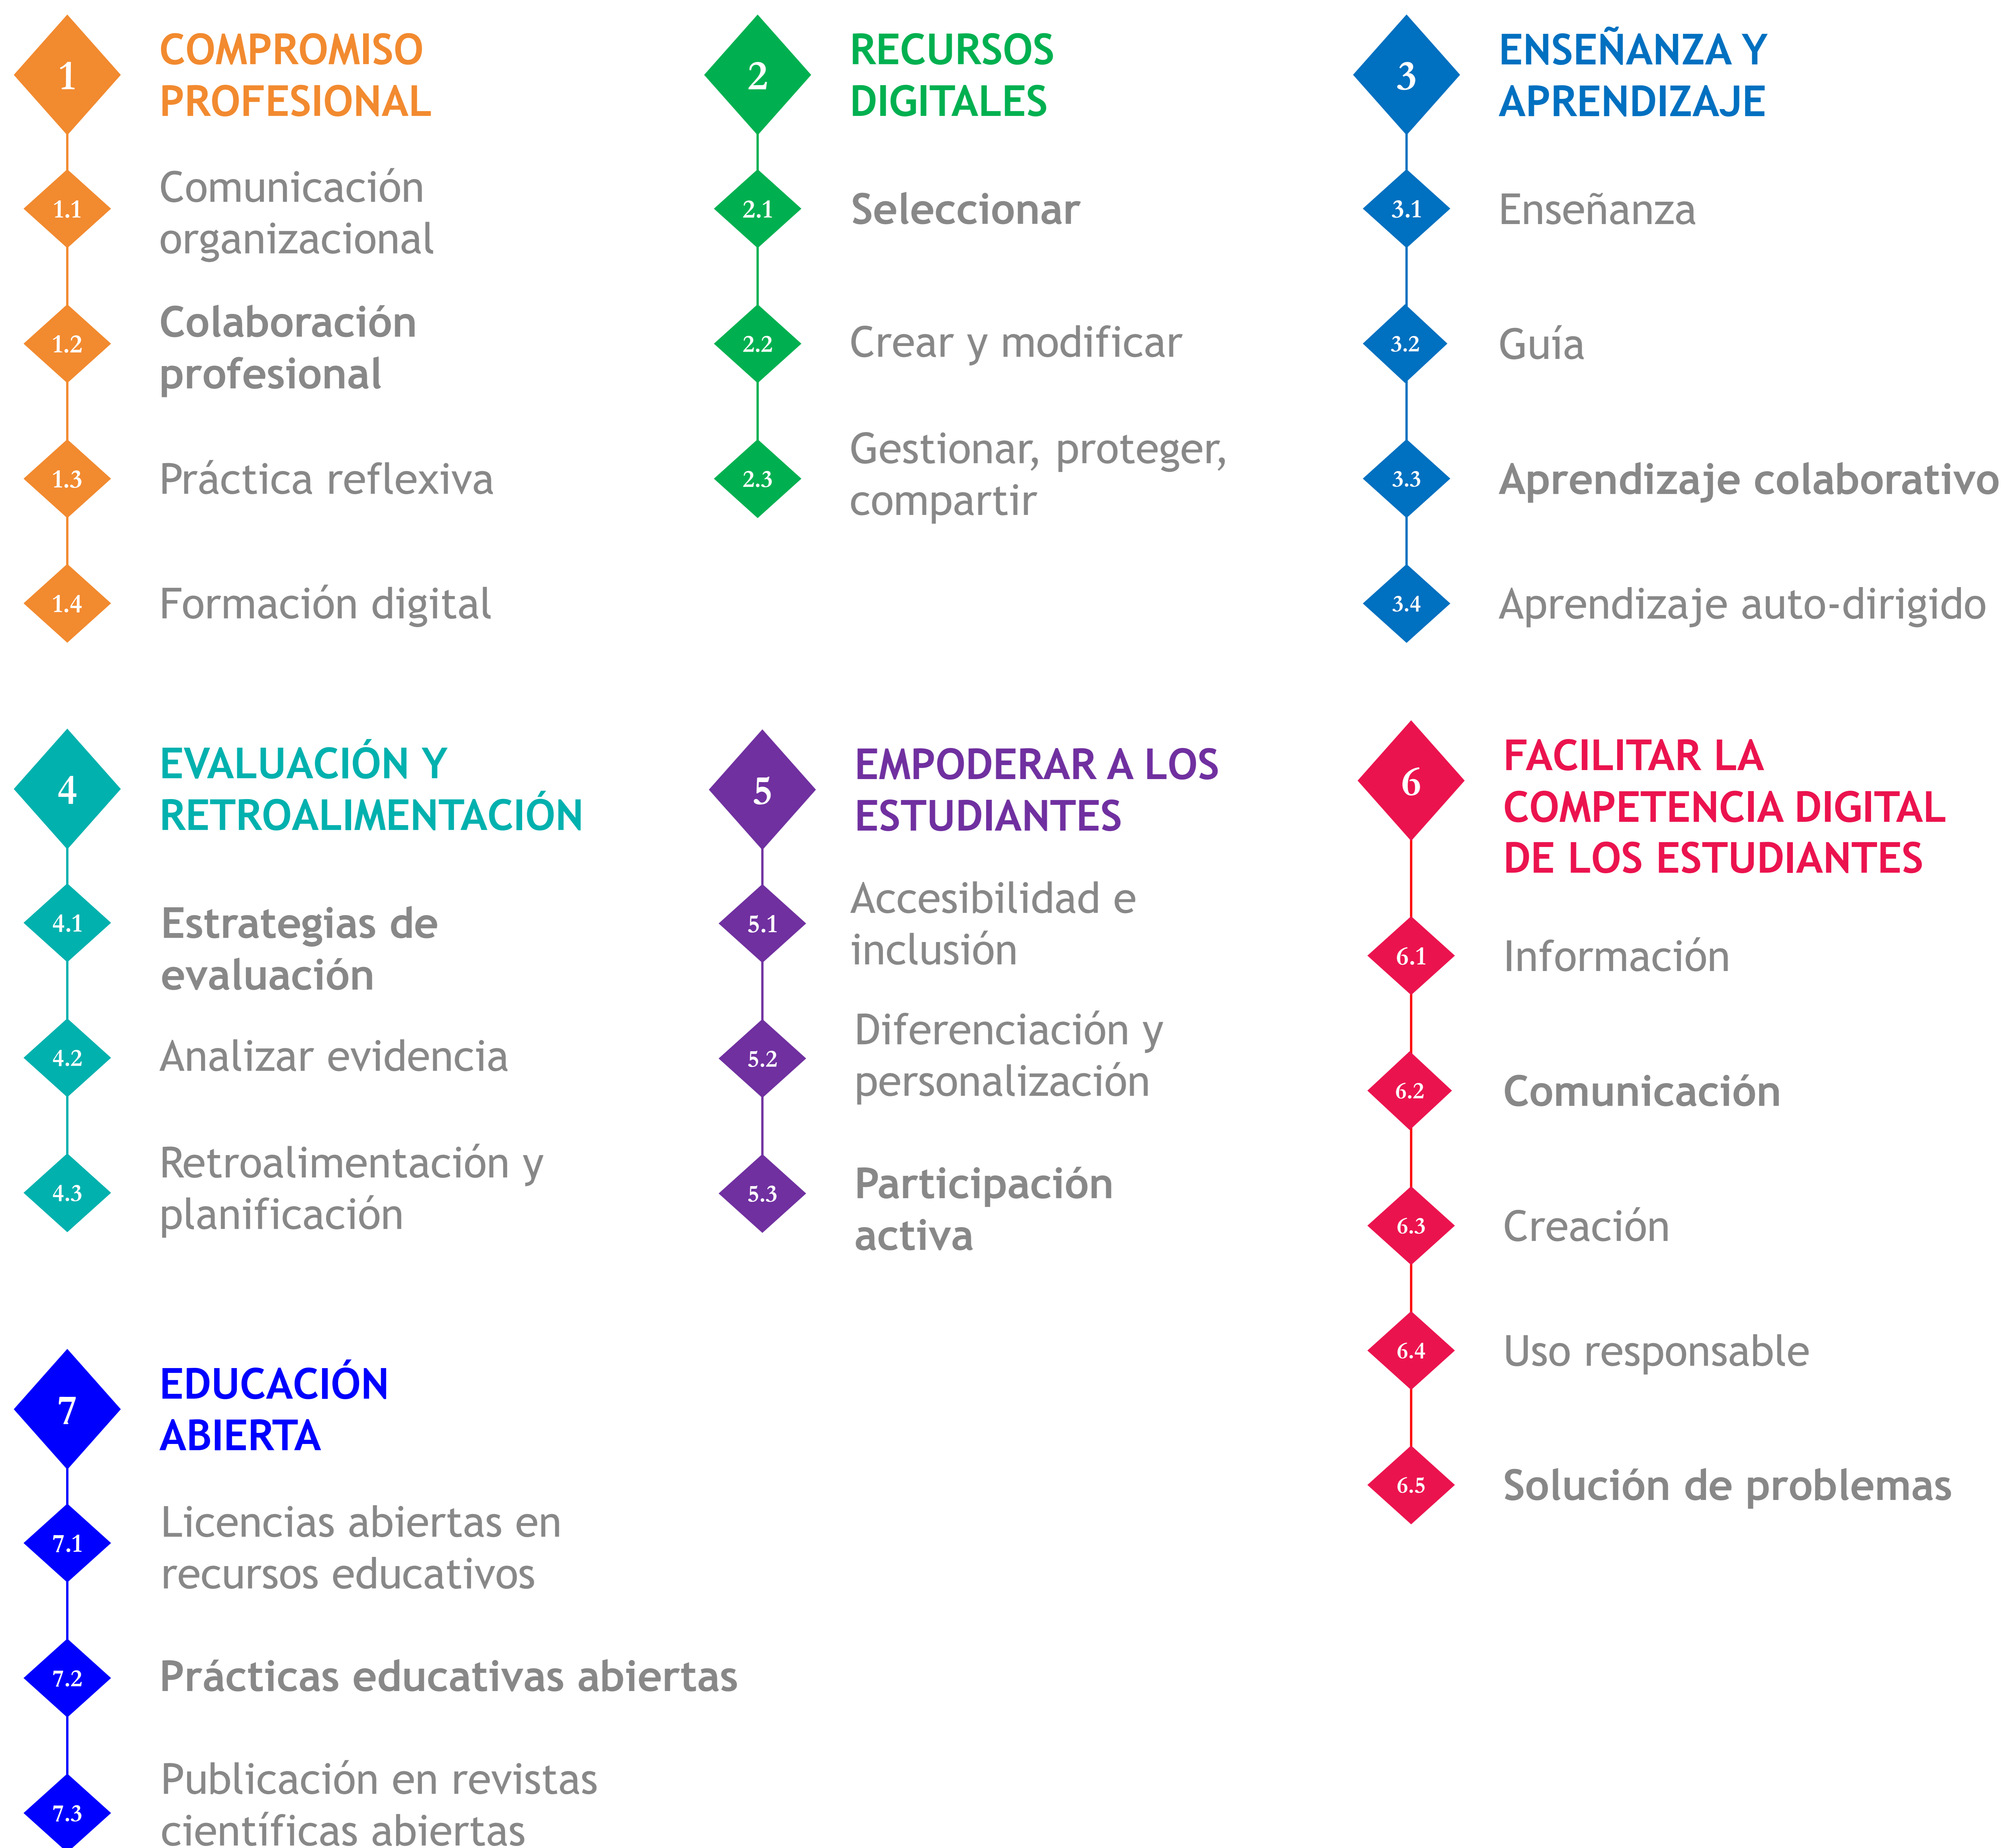 1
COMPROMISO
PROFESIONAL
1.1
Comunicación
organizacional
1.2
Colaboración
profesional
1.3
Práctica reflexiva
1.4
Formación digital
2
RECURSOS
DIGITALES
2.1
Seleccionar
2.2
Crear y modificar
2.3
Gestionar, proteger,
compartir
3
ENSEÑANZA Y
APRENDIZAJE
3.1
Enseñanza
3.2
Guía
3.3
Aprendizaje colaborativo
3.4
Aprendizaje auto-dirigido
4
EVALUACIÓN Y
RETROALIMENTACIÓN
4.1
Estrategias de
evaluación
4.2
Analizar evidencia
4.3
Retroalimentación y
planificación
5
EMPODERAR A LOS
ESTUDIANTES
5.1
Accesibilidad e
inclusión
5.2
Diferenciación y
personalización
5.3
Participación
activa
6
FACILITAR LA
COMPETENCIA DIGITAL
DE LOS ESTUDIANTES
6.1
Información
6.2
Comunicación
6.3
Creación
6.4
Uso responsable
6.5
Solución de problemas
7
EDUCACIÓN
ABIERTA
7.1
Licencias abiertas en
recursos educativos
7.2
Prácticas educativas abiertas
7.3
Publicación en revistas
científicas abiertas